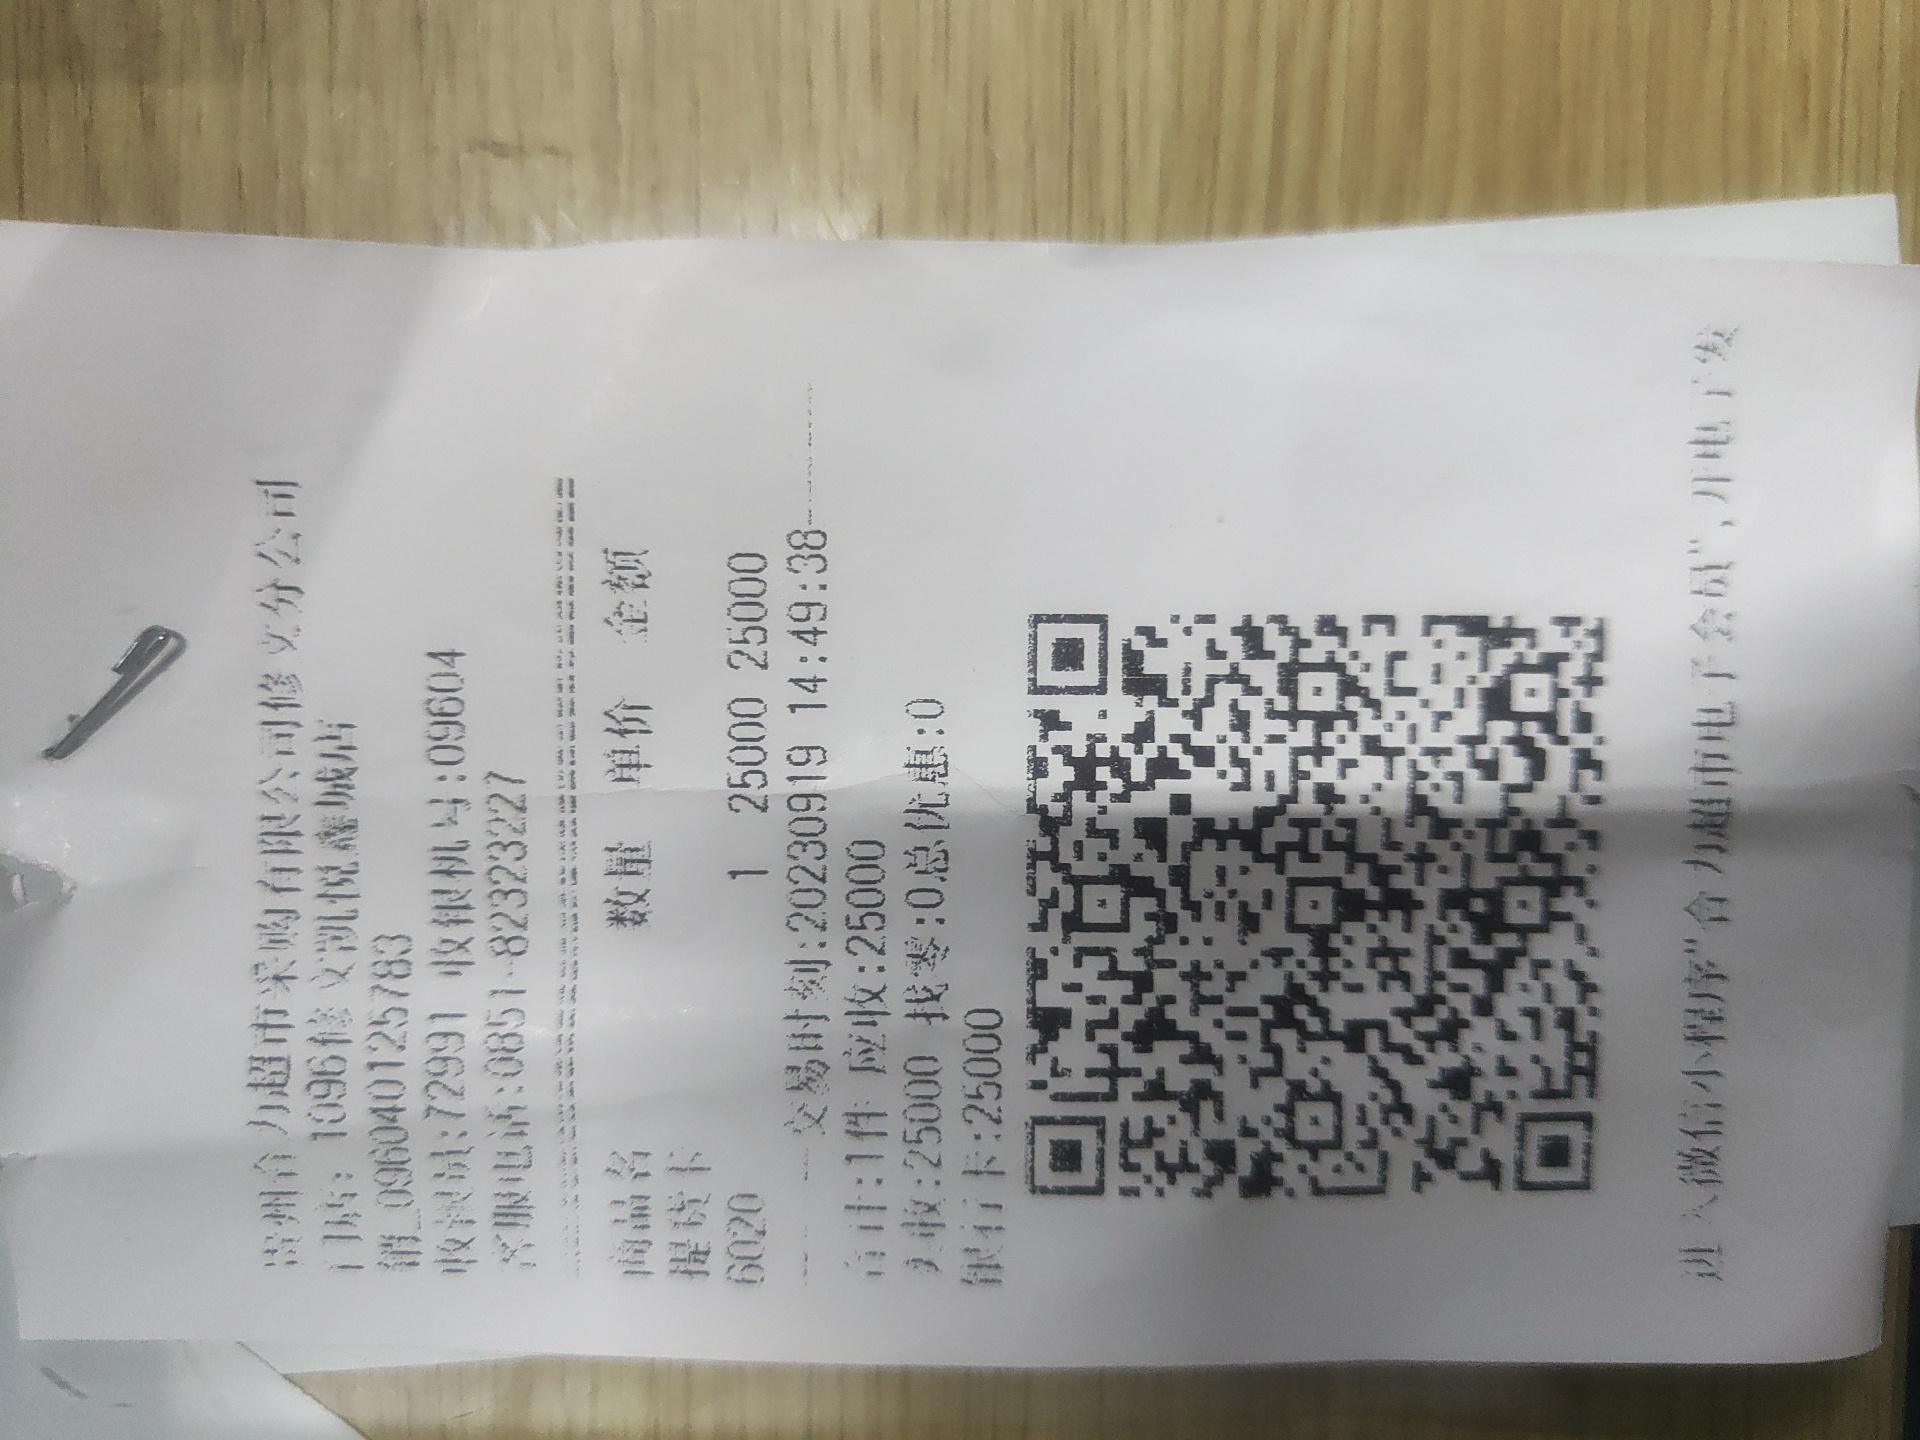 贵州合力超市采购有限公司修文分公司
门店: 1096修文凯悦鑫城店
销_0960401125783
收银员:72991 收银机号:09604
客服电话:0851-82323227
商品名 数量 单价 金额
提货卡
6020 1 25000 25000
交易时刻:20230919 14:49:38
合计:1件 应收:25000
实收:25000 找零:0总优惠:0
银行卡:25000
进入微信小程序"合力超市电子会员",开电子发